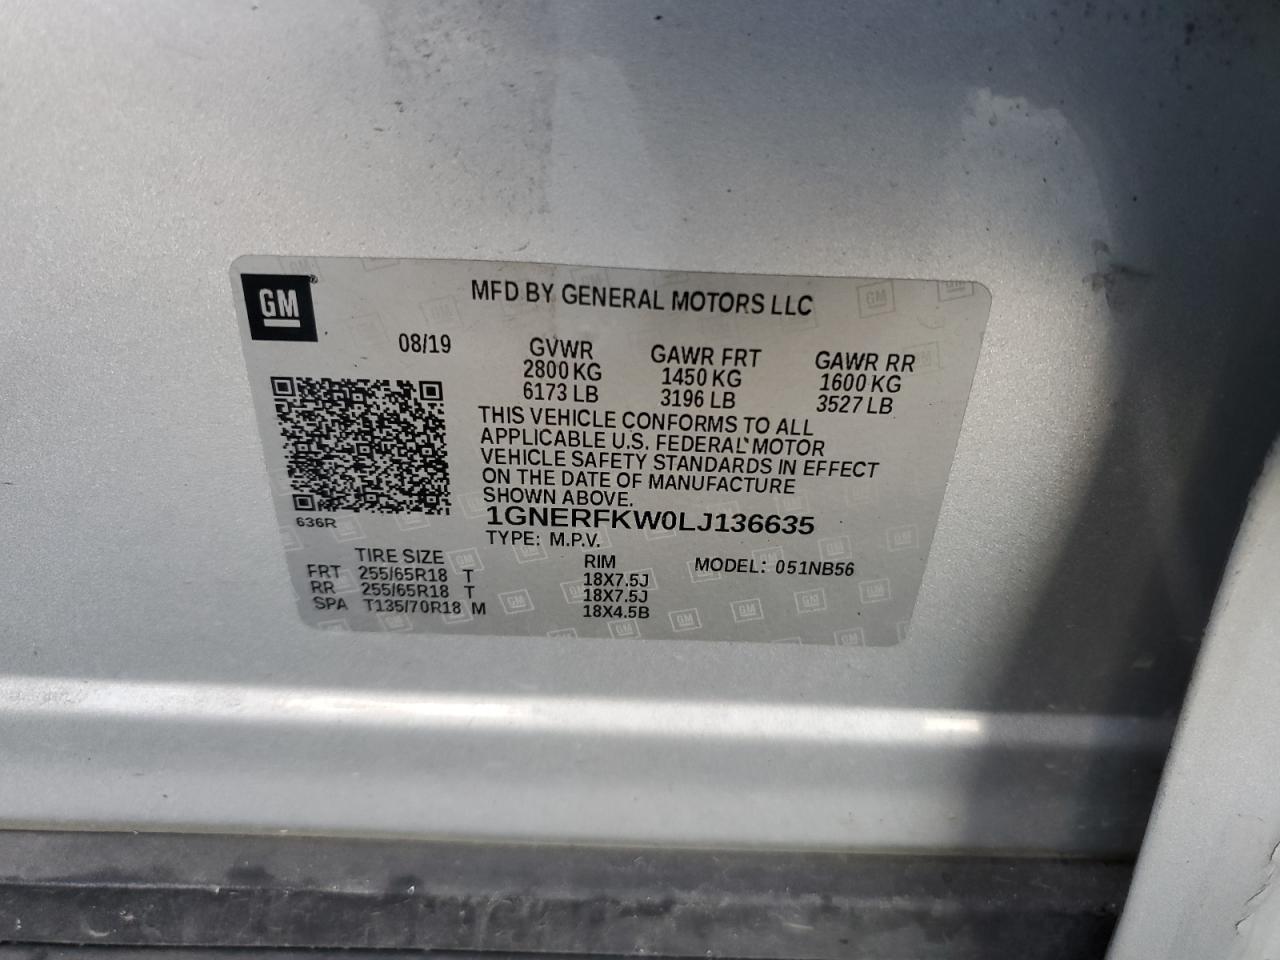 GM
MFD BY GENERAL MOTORS LLC
08/19 GVWR GAWR FRT GAWR RR
2800 KG 1450 KG 1600 KG
6173 LB 3196 LB 3527 LB
THIS VEHICLE CONFORMS TO ALL
APPLICABLE U.S. FEDERAL MOTOR
VEHICLE SAFETY STANDARDS IN EFFECT
ON THE DATE OF MANUFACTURE
SHOWN ABOVE.
1GNERFKW0LJ136635
636R
TYPE: M.P.V.
TIRE SIZE RIM MODEL: 051NB56
FRT 255/65R18 T 18X7.5J
RR 255/65R18 T 18X7.5J
SPA T135/70R18 M 18X4.5B